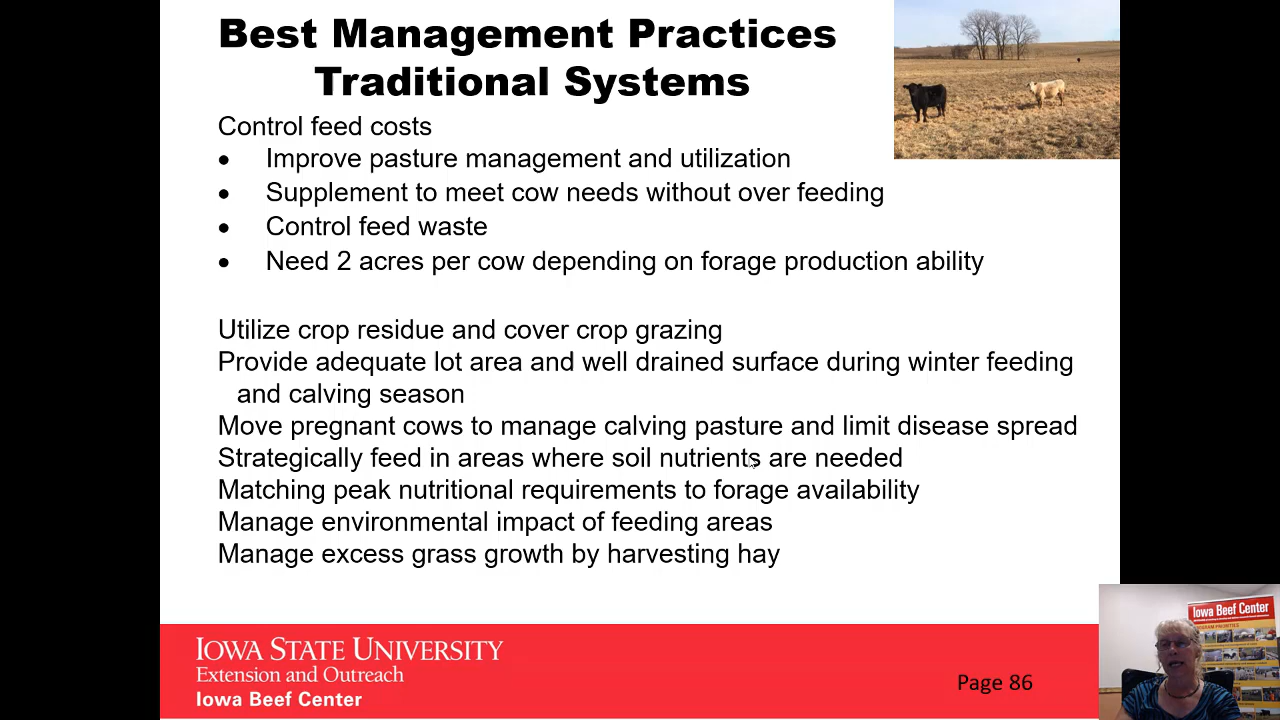 Best Management Practices
Traditional Systems
Control feed costs
• Improve pasture management and utilization
• Supplement to meet cow needs without over feeding
• Control feed waste
• Need 2 acres per cow depending on forage production ability
Utilize crop residue and cover crop grazing
Provide adequate lot area and well drained surface during winter feeding
and calving season
Move pregnant cows to manage calving pasture and limit disease spread
Strategically feed in areas where soil nutrients are needed
Matching peak nutritional requirements to forage availability
Manage environmental impact of feeding areas
Manage excess grass growth by harvesting hay
IOWA STATE UNIVERSITY
Extension and Outreach
Iowa Beef Center
Page 86
Iowa Beef Center
PROGRAM PRIORITIES